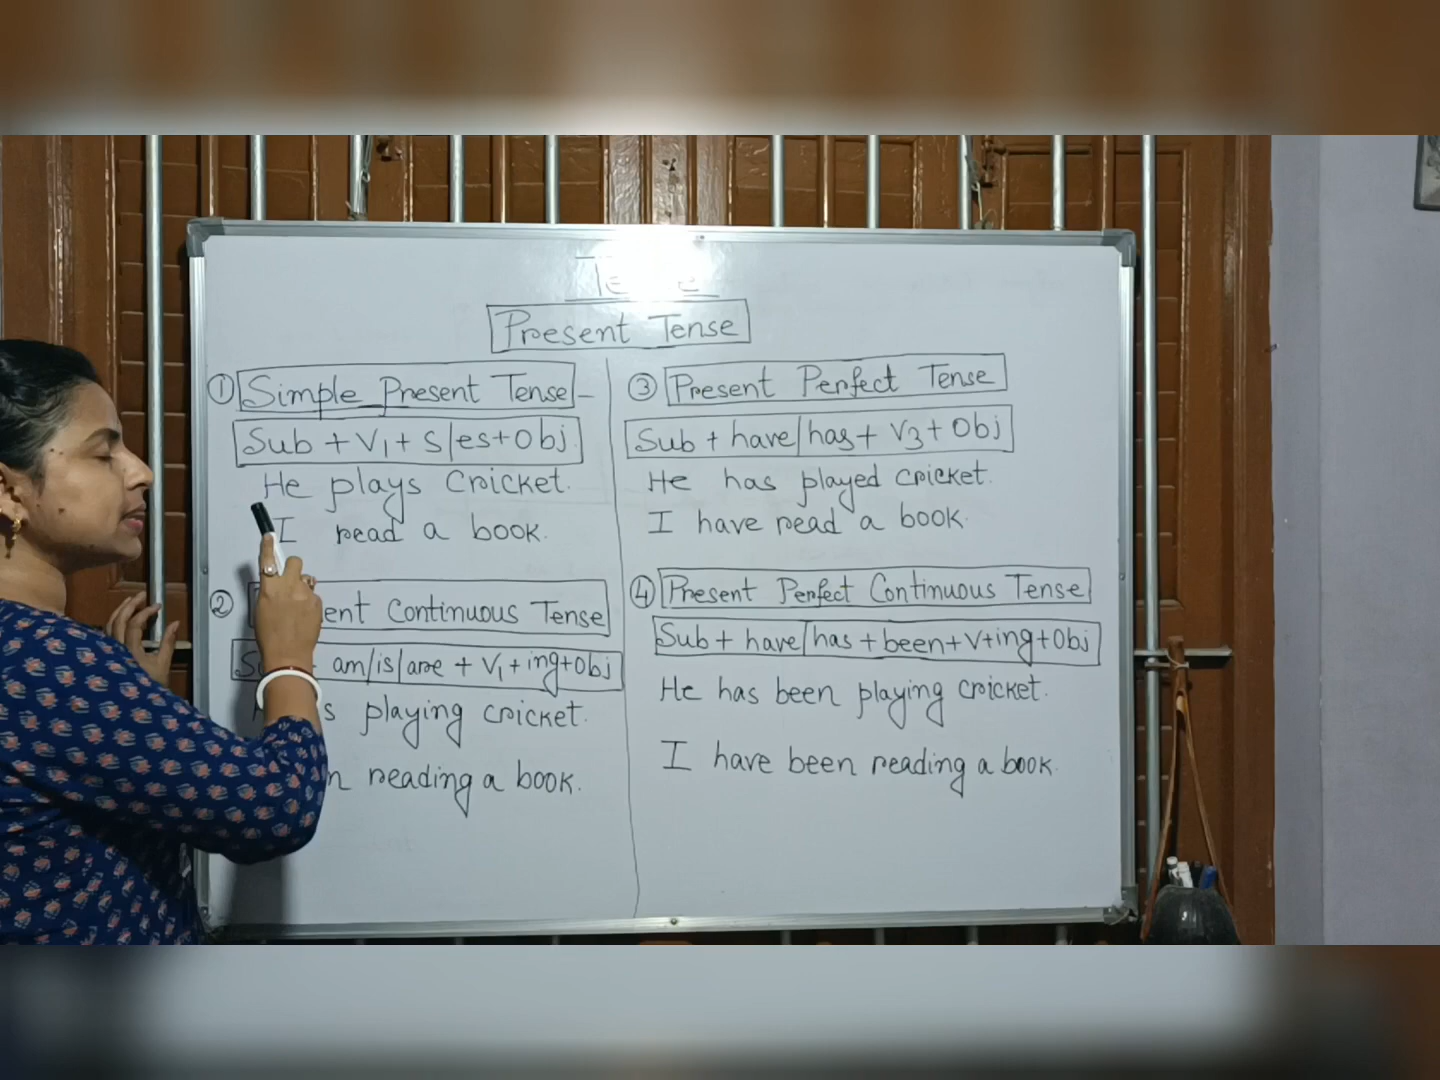 Present Tense
① Simple Present Tense
Sub + V1 + s/es + Obj
He plays Cricket.
I read a book.
② Continuous Tense
am/is/are + V1 + ing + Obj
playing cricket.
reading a book.
③ Present Perfect Tense
Sub + have/has + V3 + Obj
He has played cricket.
I have read a book.
④ Present Perfect Continuous Tense
Sub + have/has + been + V + ing + Obj
He has been playing cricket.
I have been reading a book.